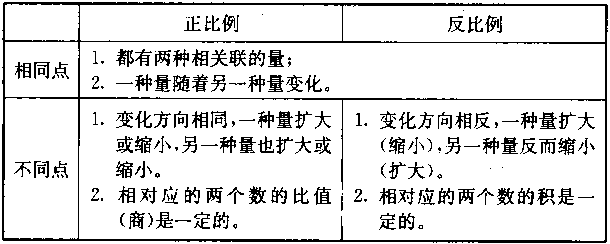 正比例 反比例
相同点
1. 都有两种相关联的量；
2. 一种量随着另一种量变化。
不同点
1. 变化方向相同，一种量扩大
或缩小，另一种量也扩大或
缩小。
2. 相对应的两个数的比值
（商）是一定的。
1. 变化方向相反，一种量扩大
（缩小），另一种量反而缩小
（扩大）。
2. 相对应的两个数的积是一
定的。